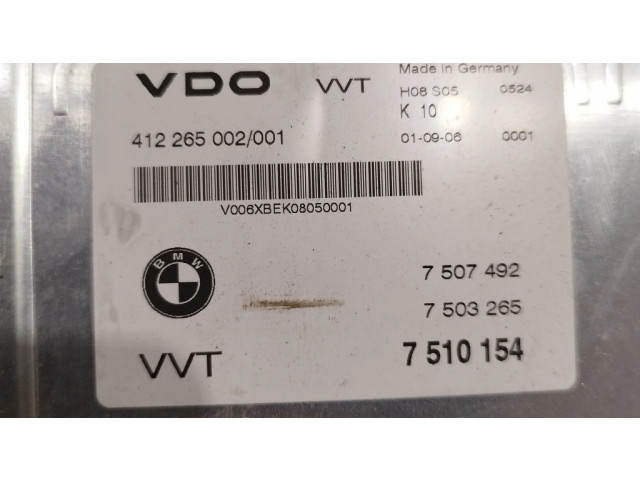 VDO VVT Made in Germany
H08 S05 0524
K 10
412 265 002/001 01-09-06 0001
V006XBEK08050001
BMW 7 507 492
7 503 265
VVT 7 510 154